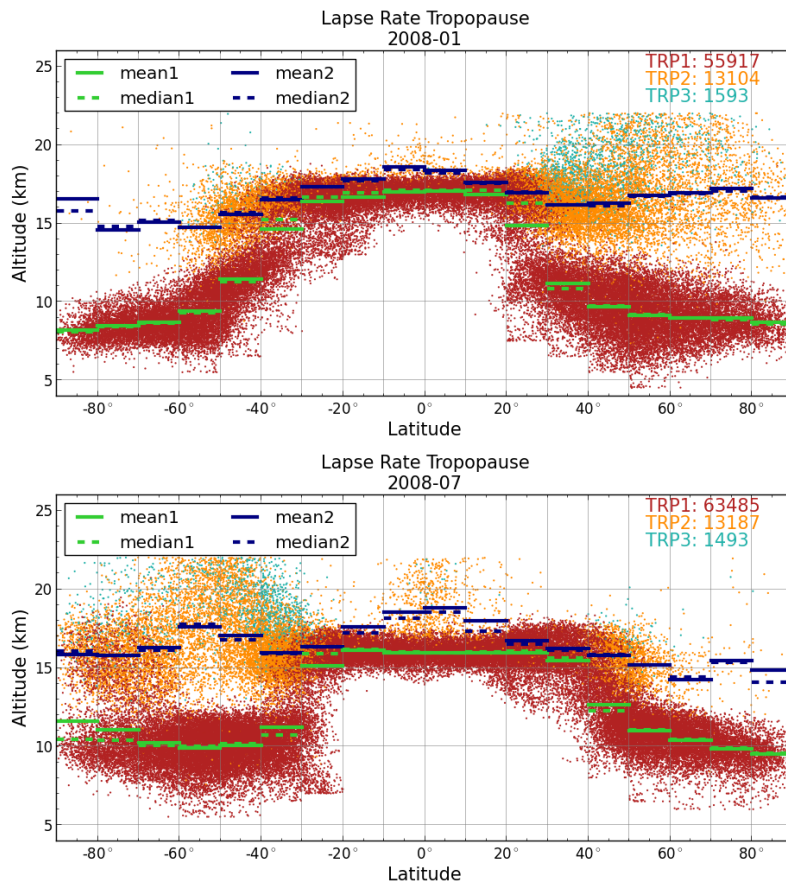 Lapse Rate Tropopause
2008-01
mean1
median1
mean2
median2
TRP1: 55917
TRP2: 13104
TRP3: 1593
Altitude (km)
25
20
15
10
5
-80° -60° -40° -20° 0° 20° 40° 60° 80°
Latitude
Lapse Rate Tropopause
2008-07
mean1
median1
mean2
median2
TRP1: 63485
TRP2: 13187
TRP3: 1493
Altitude (km)
25
20
15
10
5
-80° -60° -40° -20° 0° 20° 40° 60° 80°
Latitude